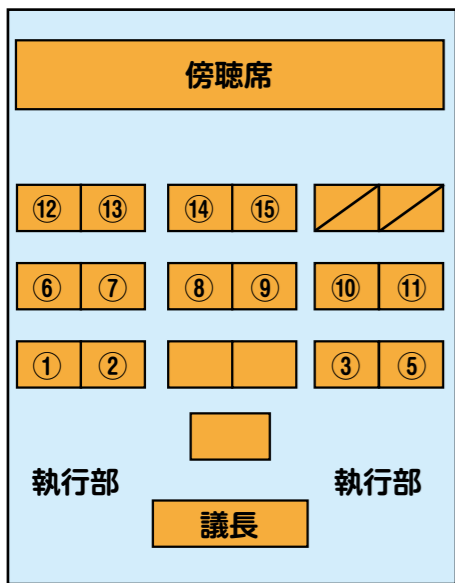 傍聴席
⑫ ⑬ ⑭ ⑮
⑥ ⑦ ⑧ ⑨ ⑩ ⑪
① ② ③ ⑤
執行部 執行部
議長